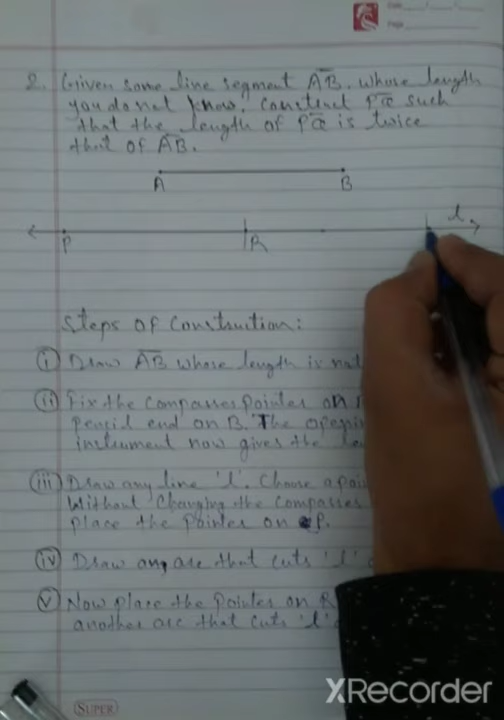 Date
Page
2. Given some line segment AB, whose length
you do not know, construct PQ such
that the length of PQ is twice
that of AB.
A B
l
P R
Steps of Construction:
(i) Draw AB whose length is not
(ii) Fix the Compasses pointer on
pencil end on B. The
instrument now gives the
(iii) Draw any line 'l'. Choose a
Without Changing the Compasses
place the pointer on P.
(iv) Draw an arc that cuts 'l'
(v) Now place the pointer on R
another arc that cuts 'l'
SUPER
XRecorder